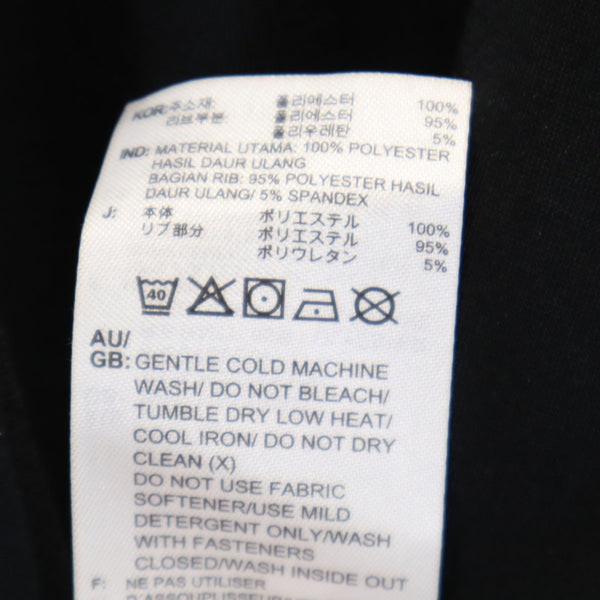 KOR: 주소재: 폴리에스터 100%
리브부분: 폴리에스터 95%
폴리우레탄 5%
IND: MATERIAL UTAMA: 100% POLYESTER
HASIL DAUR ULANG
BAGIAN RIB: 95% POLYESTER HASIL
DAUR ULANG/ 5% SPANDEX
J: 本体 ポリエステル 100%
リブ部分 ポリエステル 95%
ポリウレタン 5%
40
AU/
GB: GENTLE COLD MACHINE
WASH/ DO NOT BLEACH/
TUMBLE DRY LOW HEAT/
COOL IRON/ DO NOT DRY
CLEAN (X)
DO NOT USE FABRIC
SOFTENER/USE MILD
DETERGENT ONLY/WASH
WITH FASTENERS
CLOSED/WASH INSIDE OUT
F: NE PAS UTILISER
D'ASSOUPLISSEUR